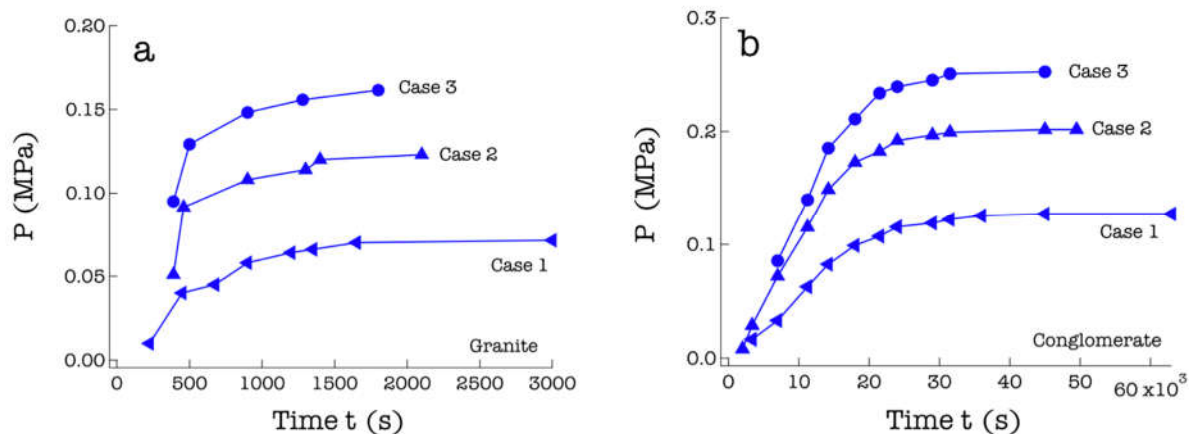 a
P (MPa)
0.20
0.15
0.10
0.05
0.00
Case 3
Case 2
Case 1
Granite
0
500
1000
1500
2000
2500
3000
Time t (s)
b
P (MPa)
0.3
0.2
0.1
0.0
Case 3
Case 2
Case 1
Conglomerate
0
10
20
30
40
50
60x10³
Time t (s)